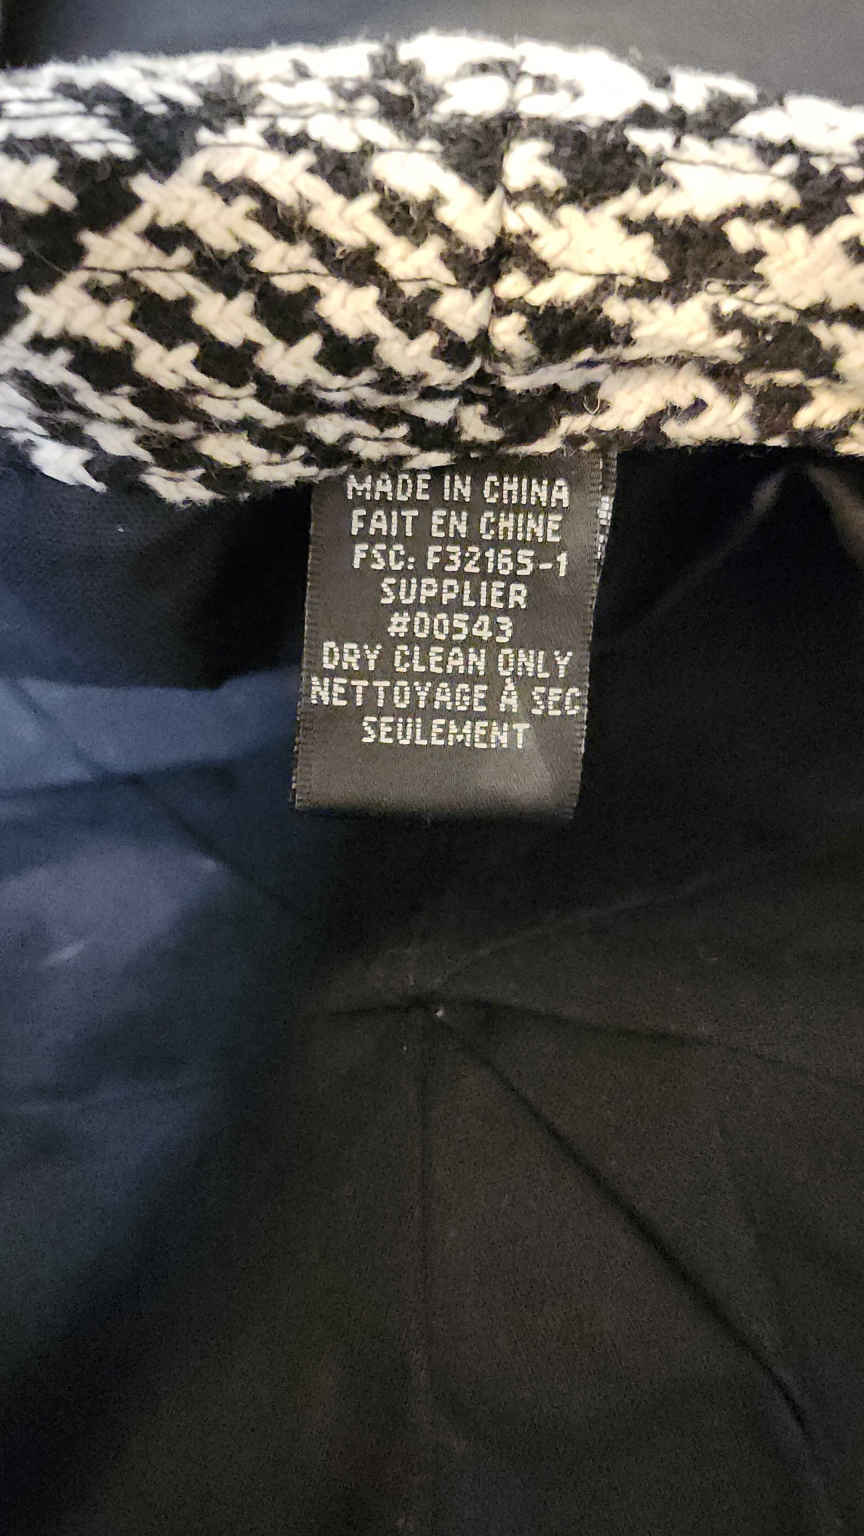 MADE IN CHINA
FAIT EN CHINE
FSC: F32165-1
SUPPLIER
#00543
DRY CLEAN ONLY
NETTOYAGE À SEC
SEULEMENT